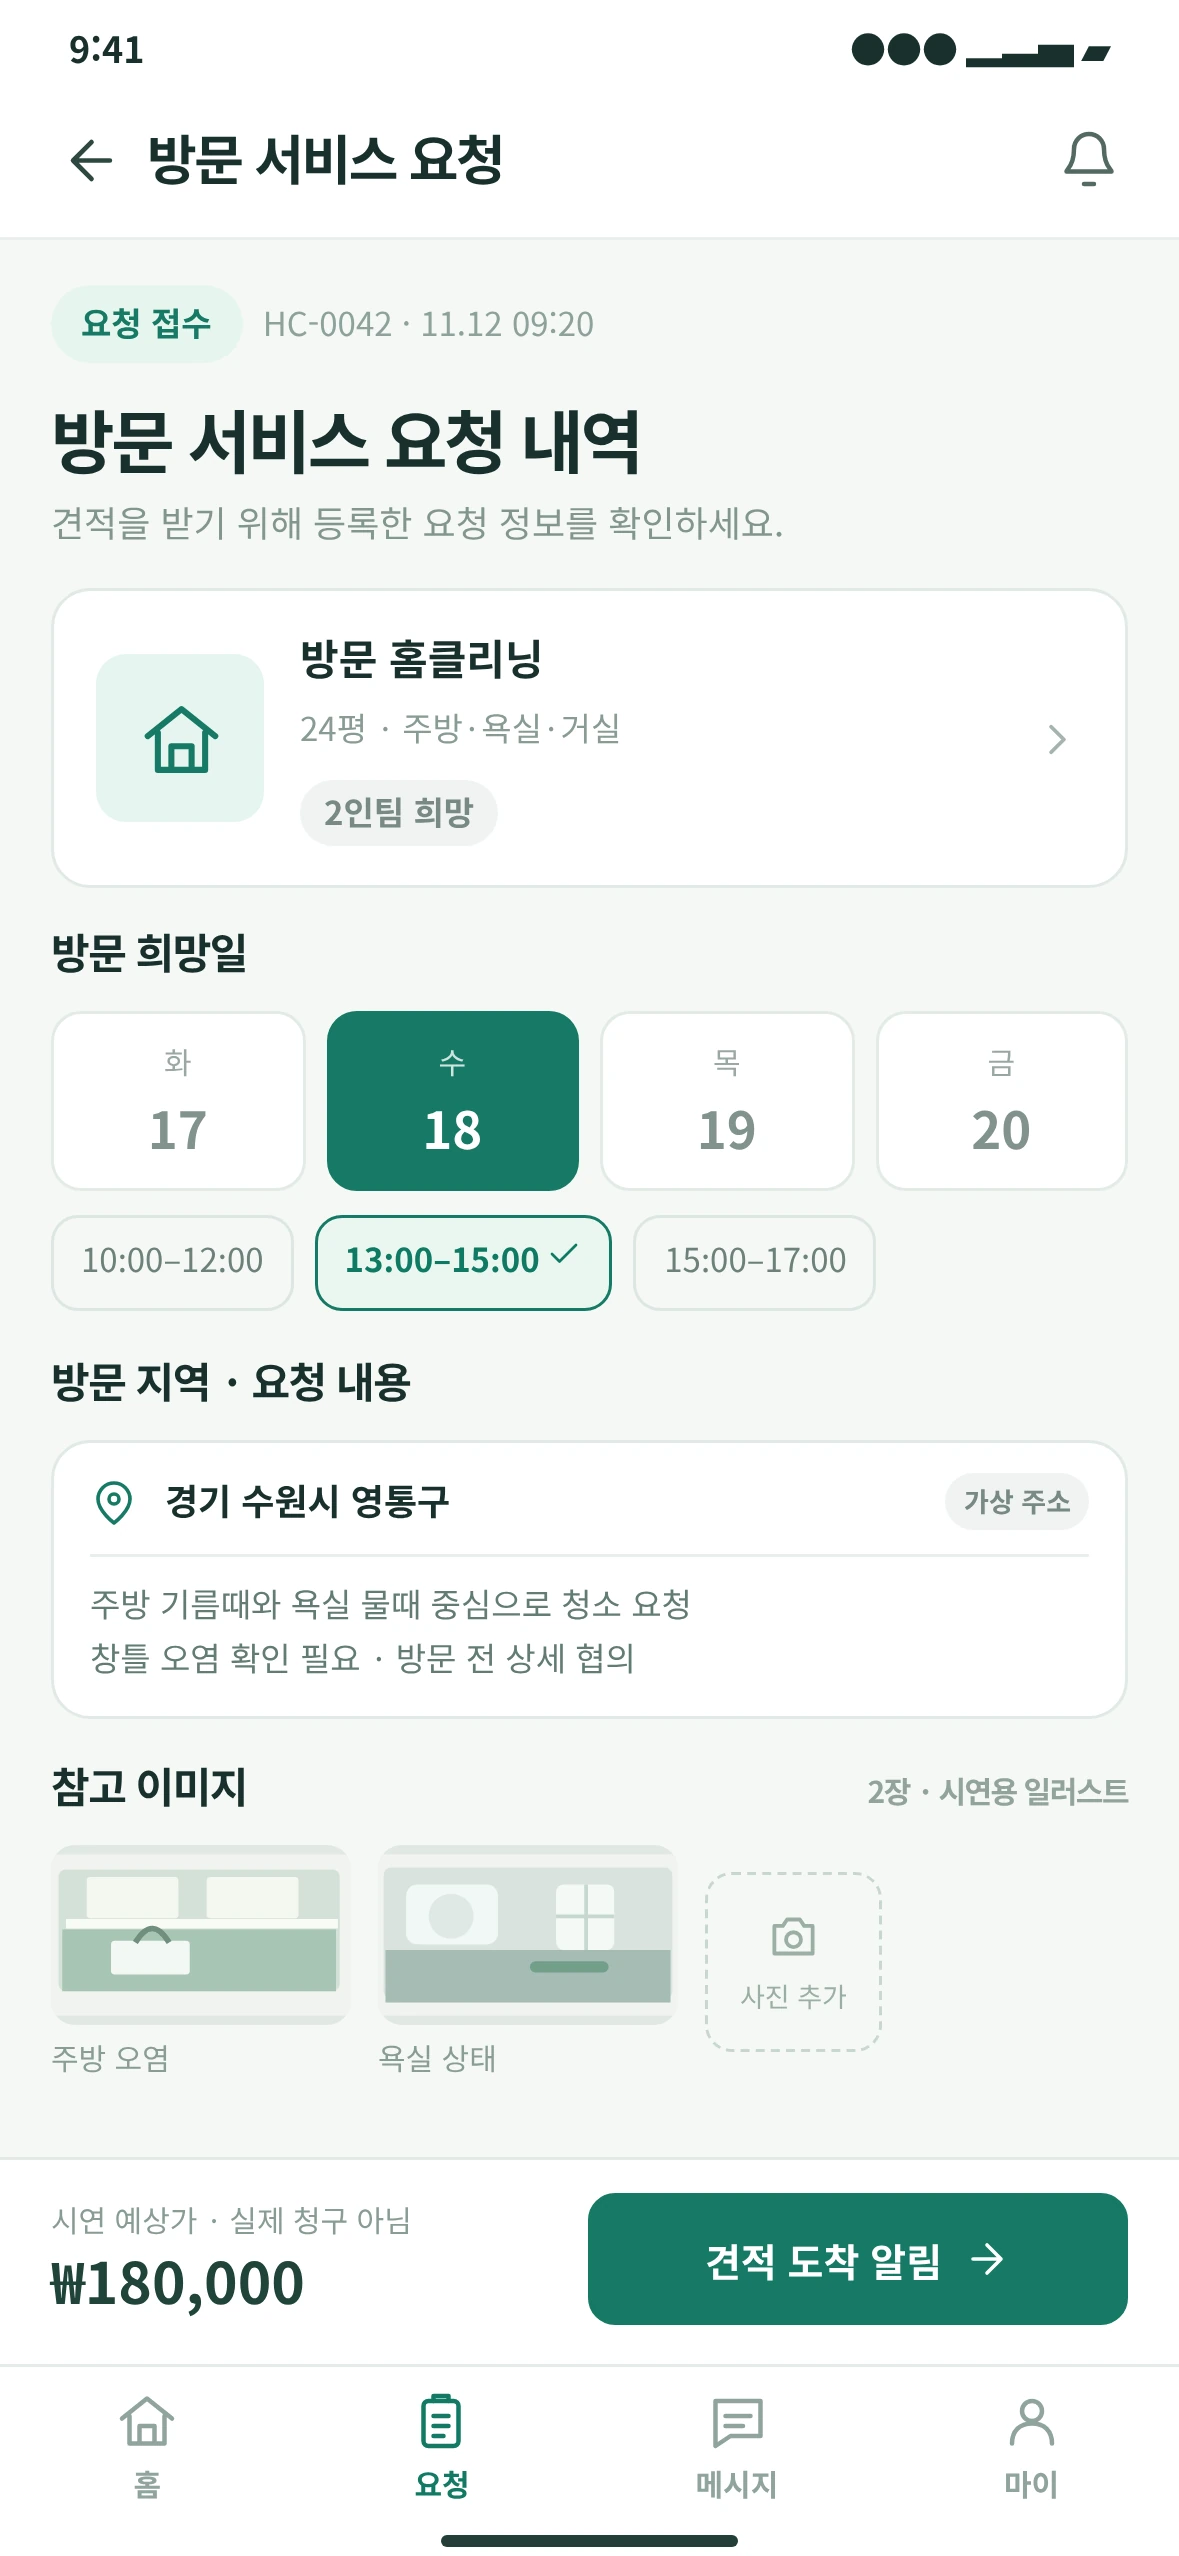 9:41
방문 서비스 요청
요청 접수
HC-0042 · 11.12 09:20
방문 서비스 요청 내역
견적을 받기 위해 등록한 요청 정보를 확인하세요.
방문 홈클리닝
24평 · 주방·욕실·거실
2인팀 희망
방문 희망일
화 수 목 금
17 18 19 20
10:00–12:00 13:00–15:00 15:00–17:00
방문 지역 · 요청 내용
경기 수원시 영통구
가상 주소
주방 기름때와 욕실 물때 중심으로 청소 요청
창틀 오염 확인 필요 · 방문 전 상세 협의
참고 이미지
2장 · 시연용 일러스트
사진 추가
주방 오염
욕실 상태
시연 예상가 · 실제 청구 아님
₩180,000
견적 도착 알림
홈 요청 메시지 마이